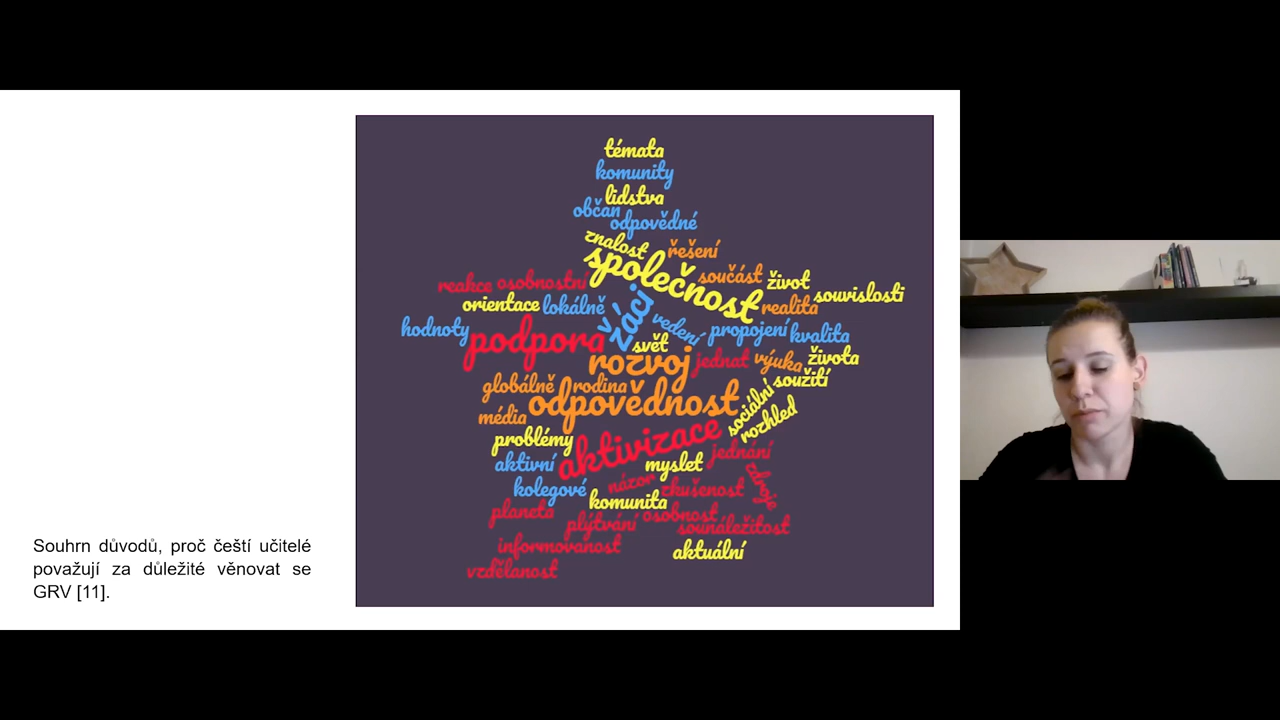 témata
komunity
lidstva
občan
odpovědné
znalost
řešení
společnost
součást
život
souvislosti
reakce
osobnostní
orientace
lokálně
žáci
realita
hodnoty
podpora
vedení
propojení
kvalita
svět
rozvoj
jednat
výuka
života
globálně
rodina
soužití
odpovědnost
sociální
média
rozhled
problémy
aktivizace
jednání
aktivní
myslet
zdroje
kolegové
názor
zkušenost
komunita
planeta
plýtvání
osobnost
sounáležitost
informovanost
aktuální
vzdělanost
Souhrn důvodů, proč čeští učitelé
považují za důležité věnovat se
GRV [11].